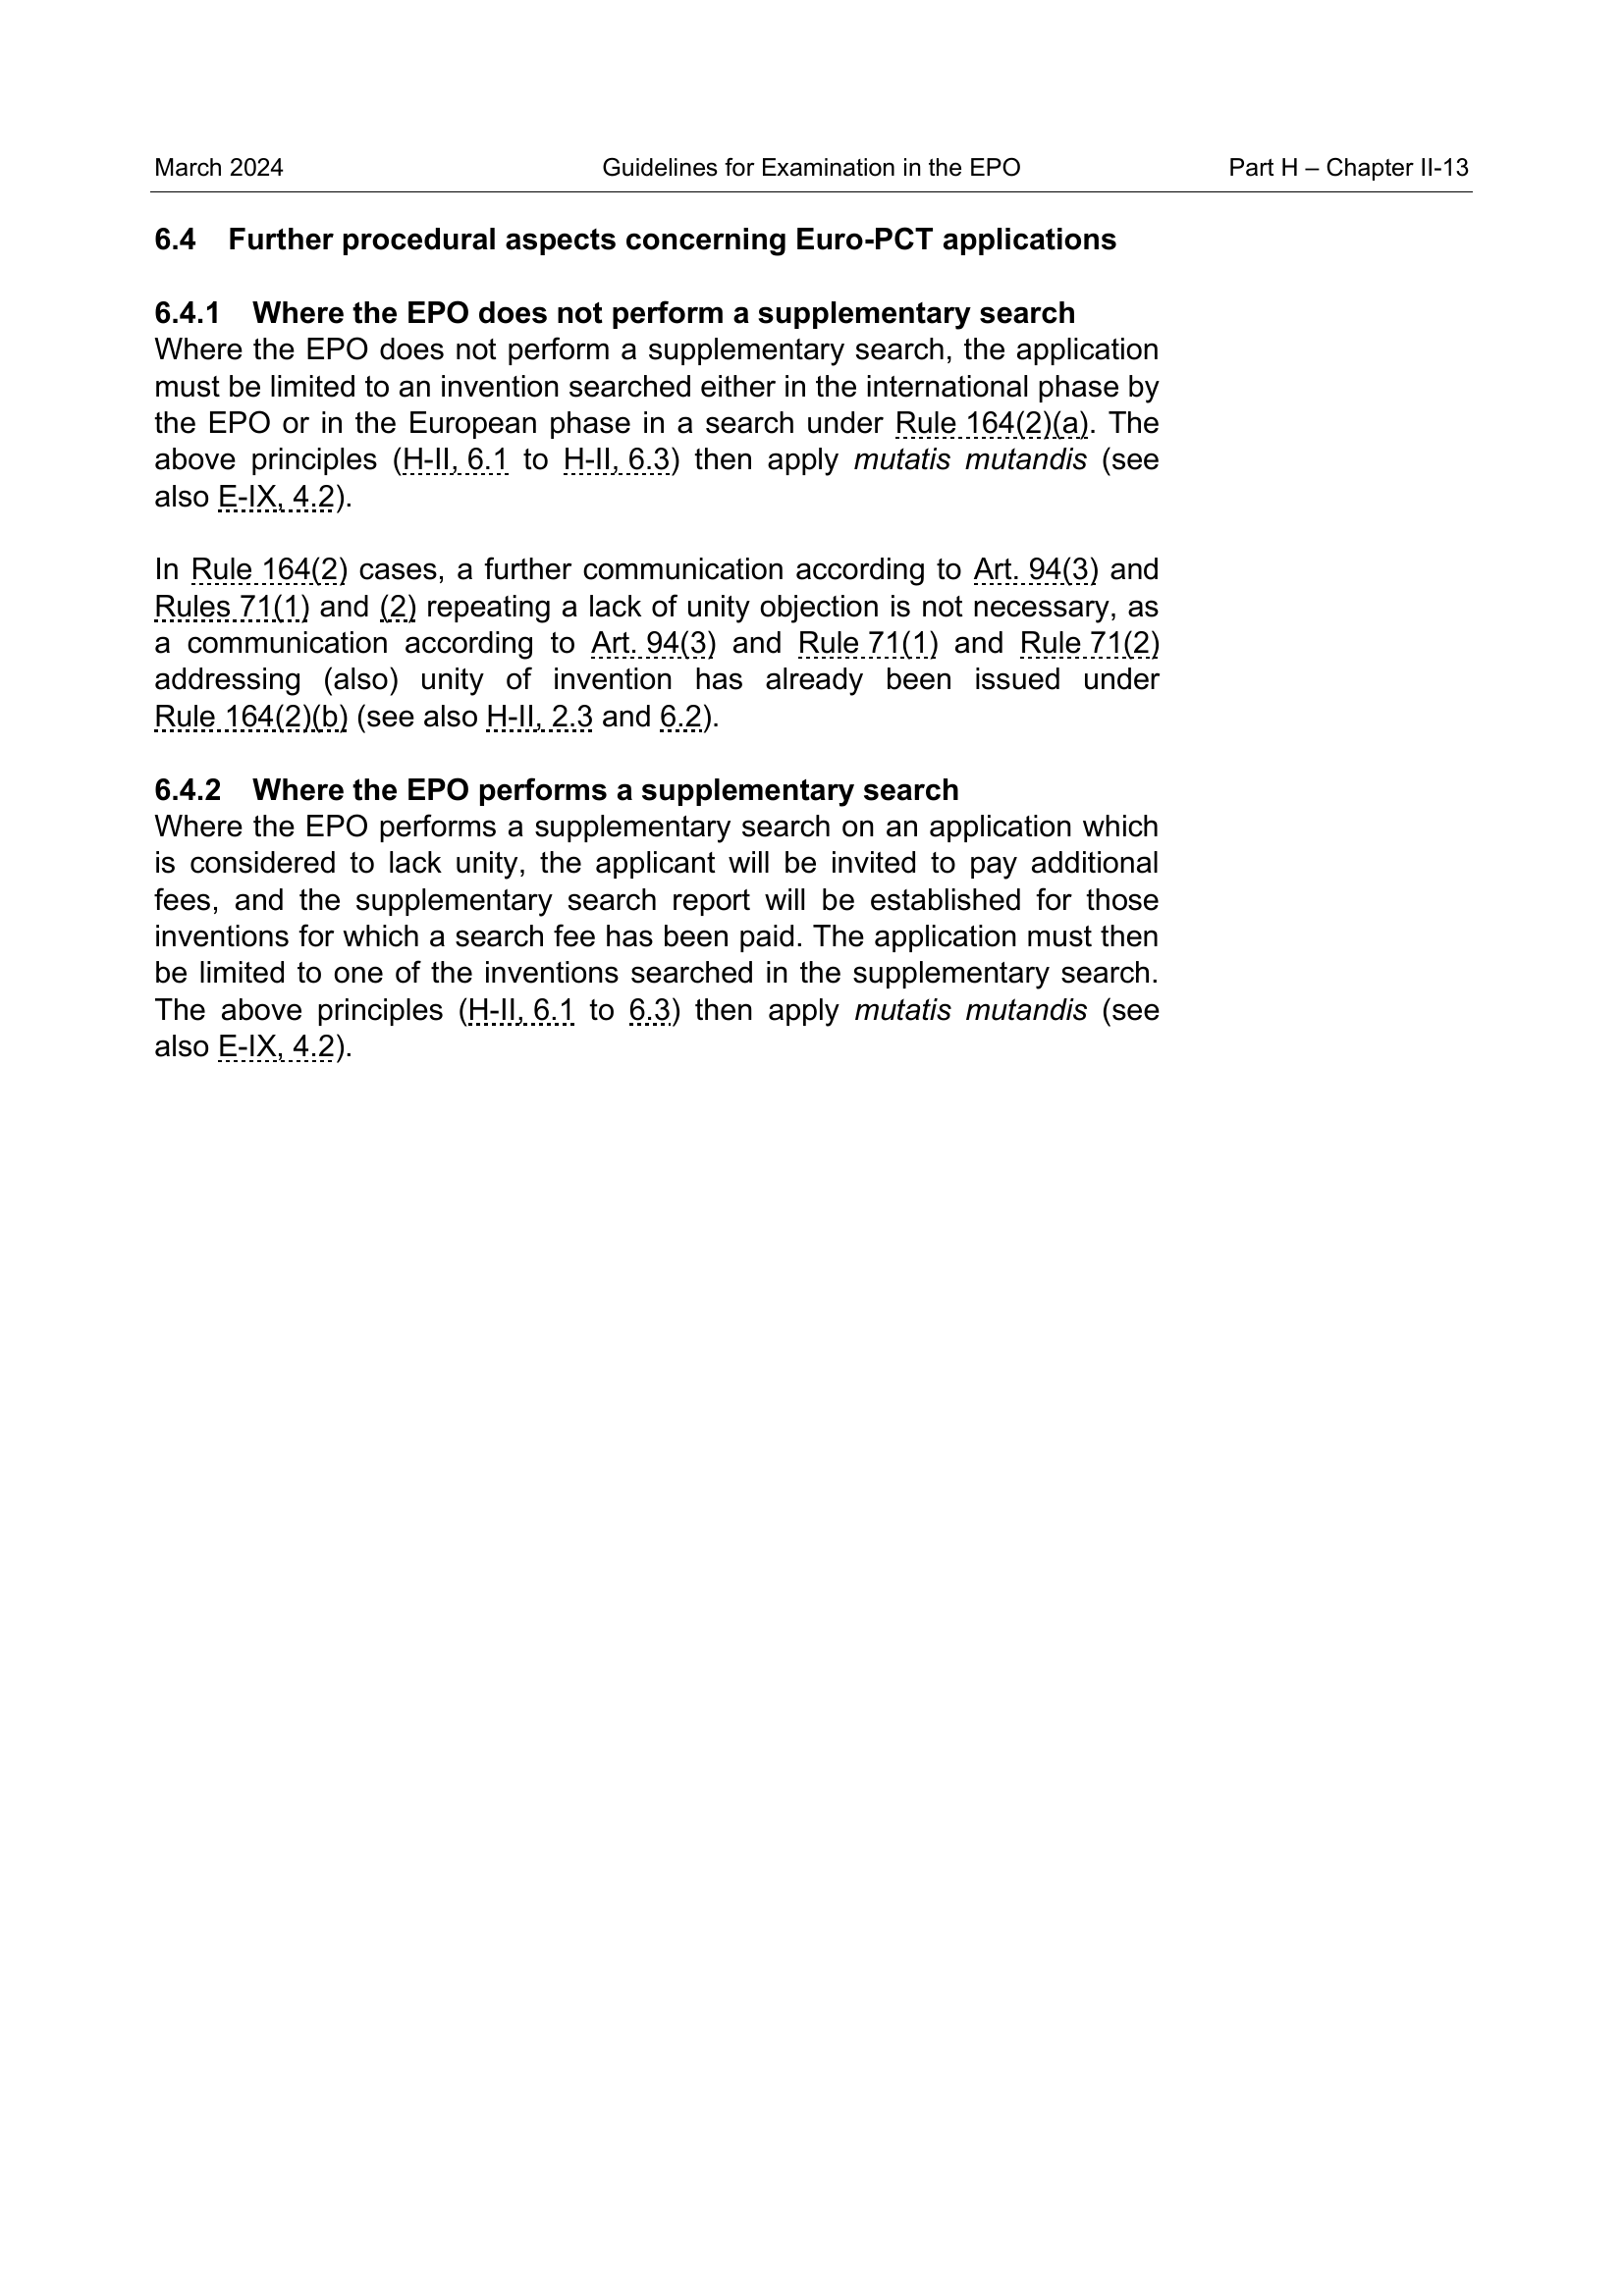 March 2024 Guidelines for Examination in the EPO Part H – Chapter II-13
6.4 Further procedural aspects concerning Euro-PCT applications
6.4.1 Where the EPO does not perform a supplementary search
Where the EPO does not perform a supplementary search, the application
must be limited to an invention searched either in the international phase by
the EPO or in the European phase in a search under Rule 164(2)(a). The
above principles (H-II, 6.1 to H-II, 6.3) then apply mutatis mutandis (see
also E-IX, 4.2).
In Rule 164(2) cases, a further communication according to Art. 94(3) and
Rules 71(1) and (2) repeating a lack of unity objection is not necessary, as
a communication according to Art. 94(3) and Rule 71(1) and Rule 71(2)
addressing (also) unity of invention has already been issued under
Rule 164(2)(b) (see also H-II, 2.3 and 6.2).
6.4.2 Where the EPO performs a supplementary search
Where the EPO performs a supplementary search on an application which
is considered to lack unity, the applicant will be invited to pay additional
fees, and the supplementary search report will be established for those
inventions for which a search fee has been paid. The application must then
be limited to one of the inventions searched in the supplementary search.
The above principles (H-II, 6.1 to 6.3) then apply mutatis mutandis (see
also E-IX, 4.2).